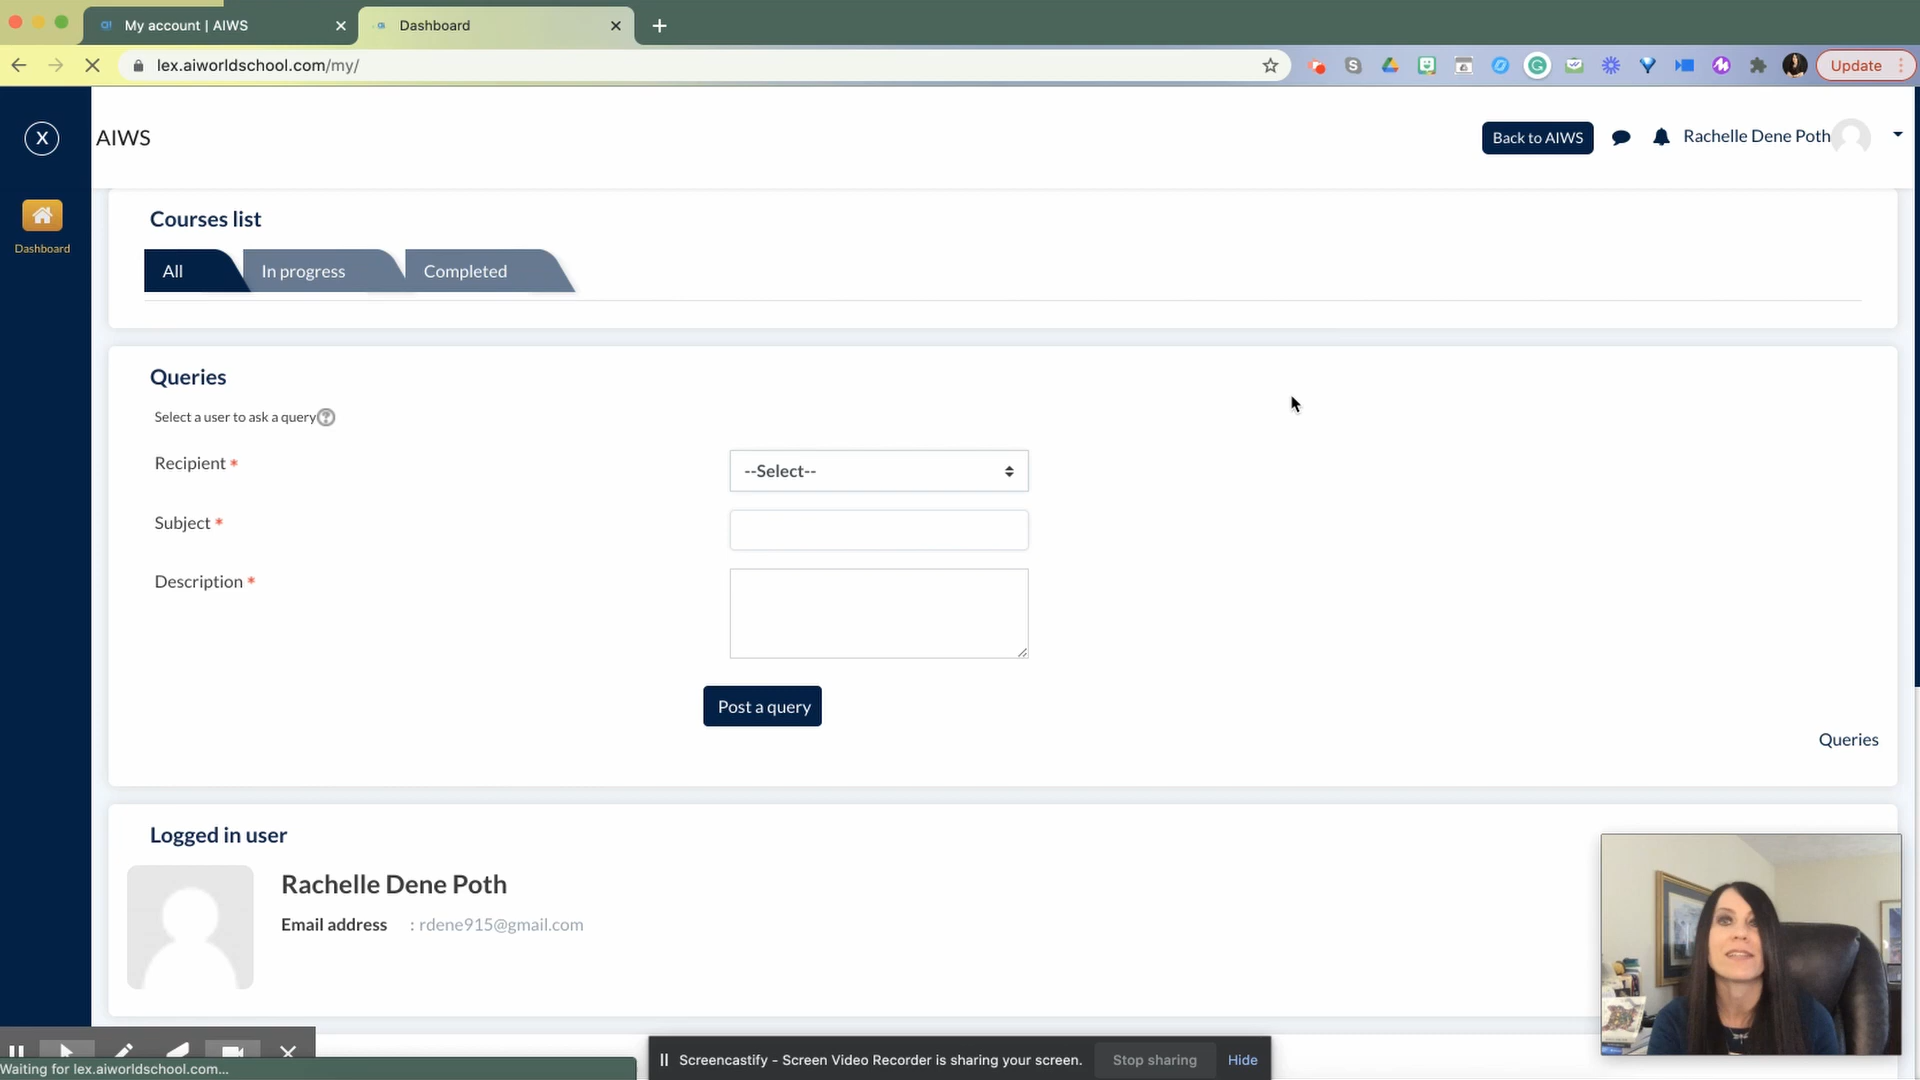 My account | AIWS
Dashboard
lex.aiworldschool.com/my/
Update
X
AIWS
Back to AIWS
Rachelle Dene Poth
Dashboard
Courses list
All
In progress
Completed
Queries
Select a user to ask a query
Recipient *
--Select--
Subject *
Description *
Post a query
Queries
Logged in user
Rachelle Dene Poth
Email address : rdene915@gmail.com
Screencastify - Screen Video Recorder is sharing your screen.
Stop sharing
Hide
Waiting for lex.aiworldschool.com...